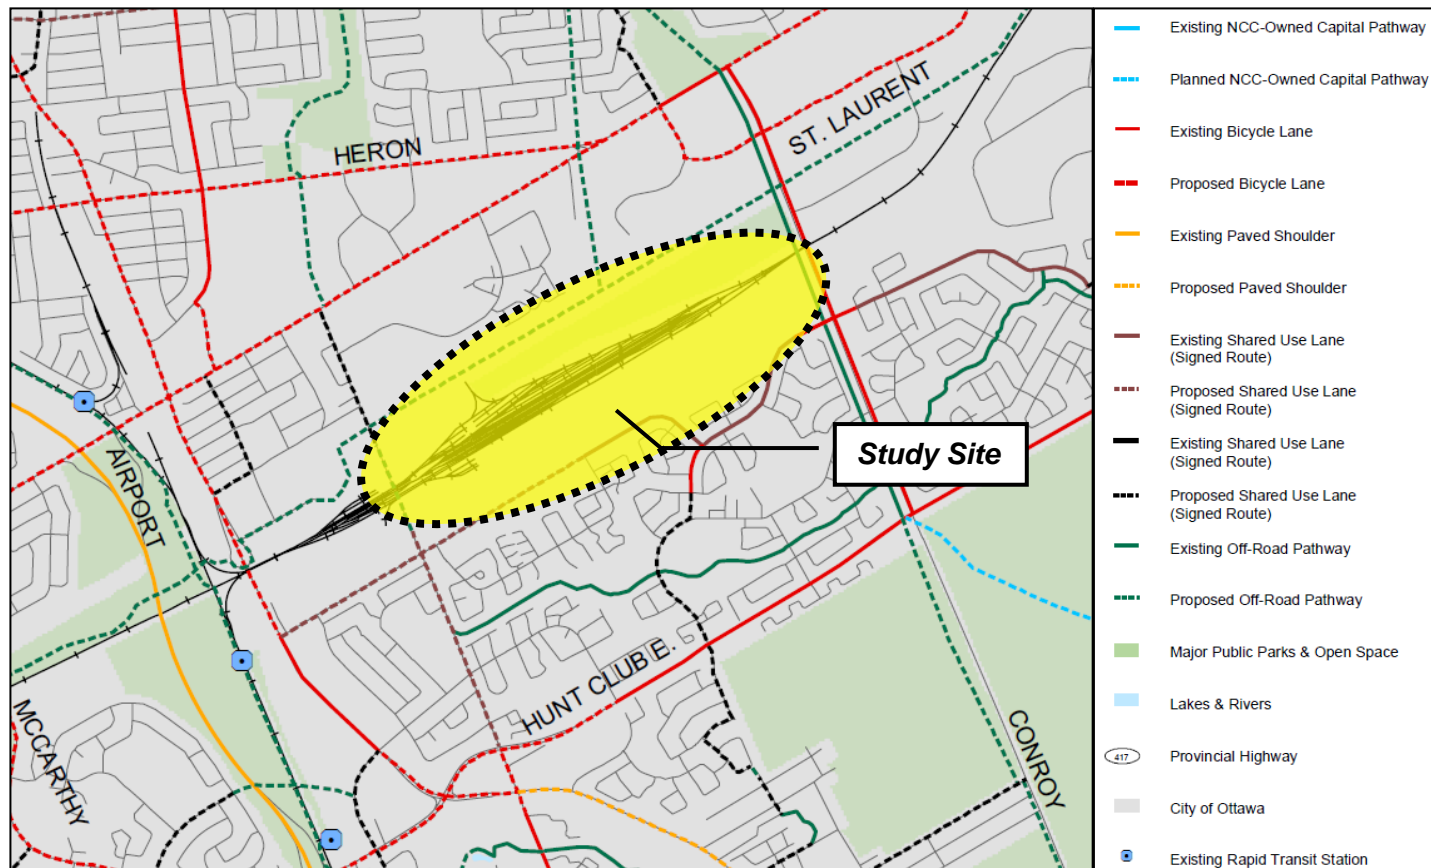 HERON
ST. LAURENT
AIRPORT
Study Site
HUNT CLUB E.
MCCARTHY
CONROY
Existing NCC-Owned Capital Pathway
Planned NCC-Owned Capital Pathway
Existing Bicycle Lane
Proposed Bicycle Lane
Existing Paved Shoulder
Proposed Paved Shoulder
Existing Shared Use Lane
(Signed Route)
Proposed Shared Use Lane
(Signed Route)
Existing Shared Use Lane
(Signed Route)
Proposed Shared Use Lane
(Signed Route)
Existing Off-Road Pathway
Proposed Off-Road Pathway
Major Public Parks & Open Space
Lakes & Rivers
417 Provincial Highway
City of Ottawa
Existing Rapid Transit Station